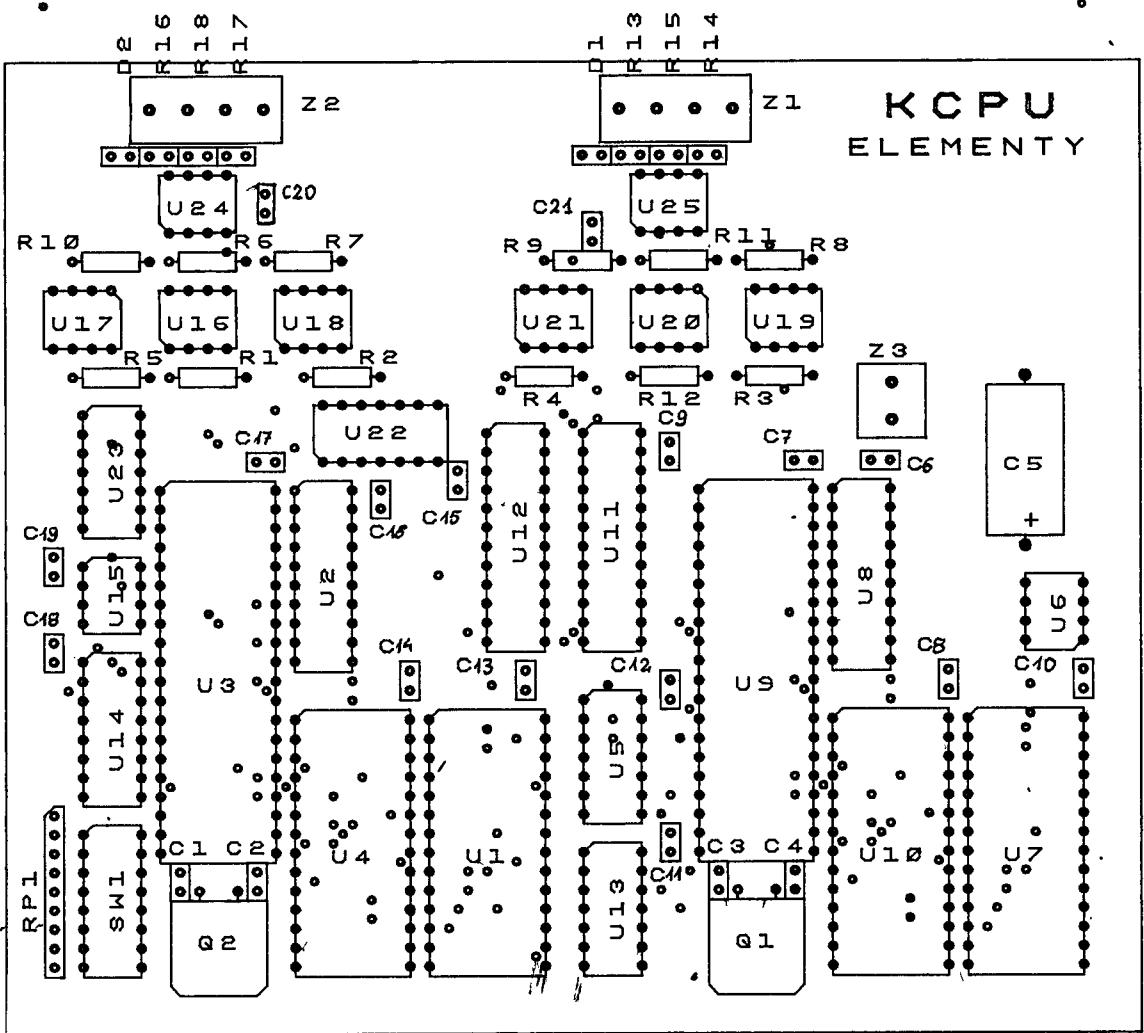 D2 R16 R18 R17
D1 R13 R15 R14
Z2
Z1
KCPU
ELEMENTY
U24
C20
C21
U25
R10
R6
R7
R9
R11
R8
U17
U16
U18
U21
U20
U19
R5
R1
R2
R4
R12
R3
Z3
C9
U23
C17
U22
C7
C6
C5
+
C16
C15
U12
U11
C19
U15
U2
U8
U6
C18
C14
C13
C12
C8
C10
U3
U9
U14
U5
C1
C2
C3
C4
U4
U1
C11
U10
U7
RP1
SW1
U13
Q2
Q1